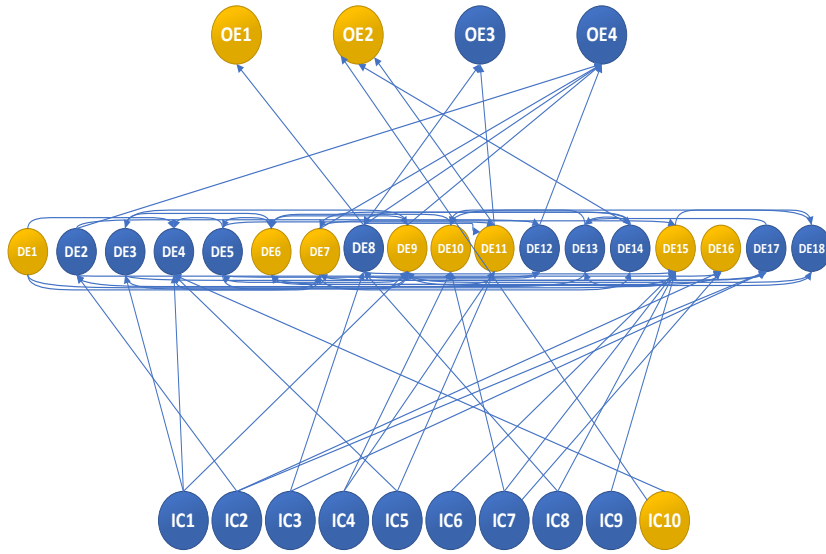 OE1 OE2 OE3 OE4
DE1 DE2 DE3 DE4 DE5 DE6 DE7 DE8 DE9 DE10 DE11 DE12 DE13 DE14 DE15 DE16 DE17 DE18
IC1 IC2 IC3 IC4 IC5 IC6 IC7 IC8 IC9 IC10